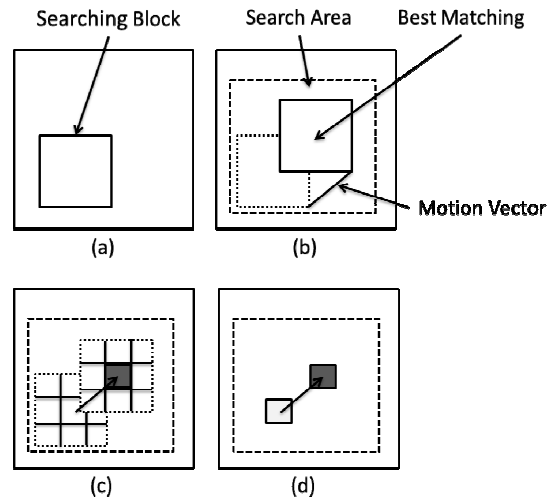 Searching Block
Search Area
Best Matching
Motion Vector
(a)
(b)
(c)
(d)